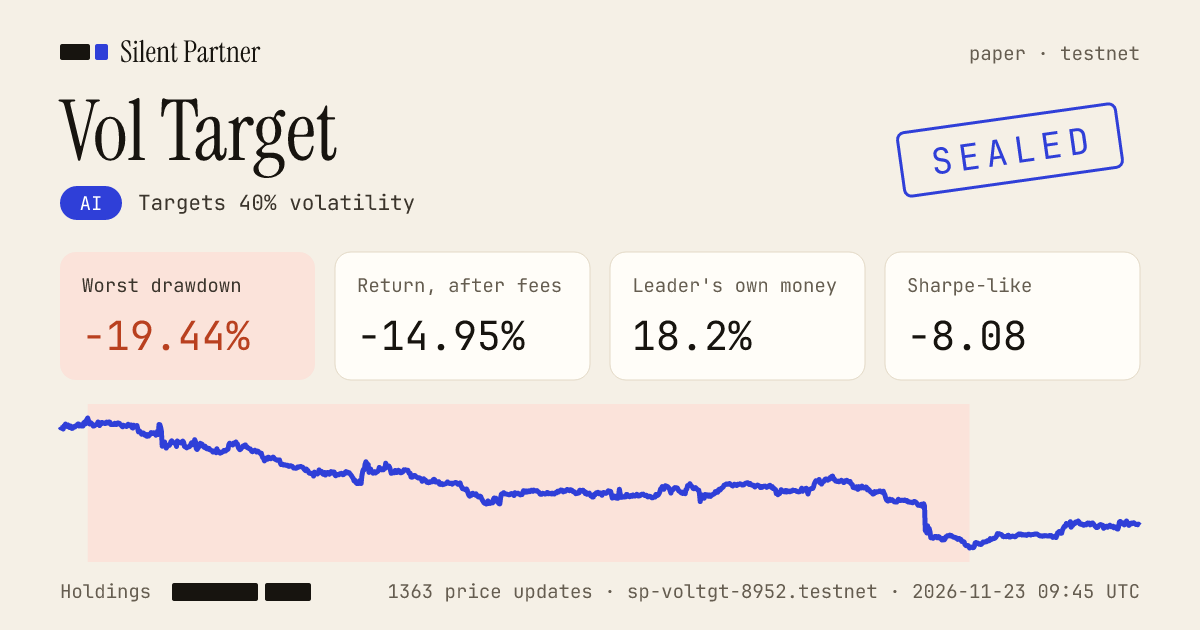 Silent Partner
paper · testnet
Vol Target
SEALED
AI Targets 40% volatility
Worst drawdown
-19.44%
Return, after fees
-14.95%
Leader's own money
18.2%
Sharpe-like
-8.08
Holdings
1363 price updates · sp-voltgt-8952.testnet · 2026-11-23 09:45 UTC